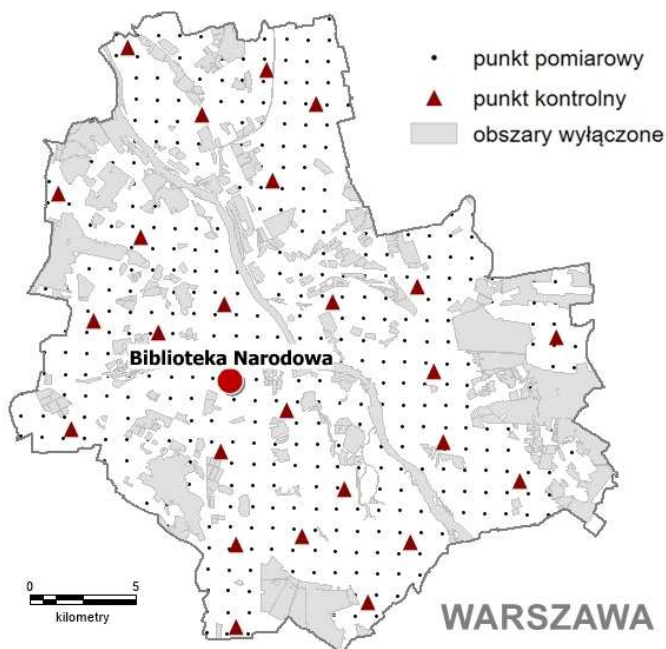 punkt pomiarowy
punkt kontrolny
obszary wyłączone
Biblioteka Narodowa
0 5
kilometry
WARSZAWA